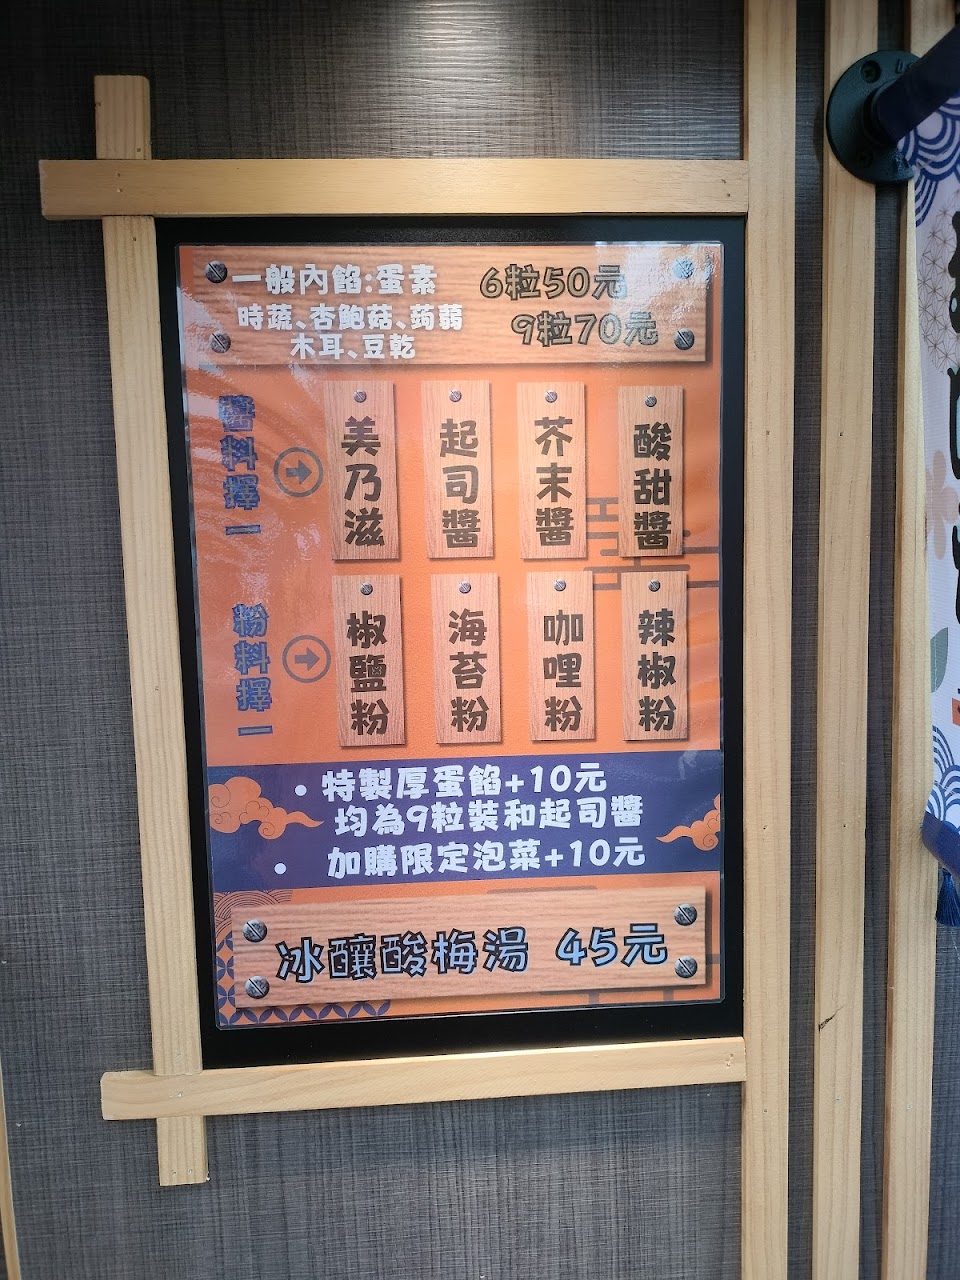 一般內餡:蛋素 6粒50元
時蔬、杏鮑菇、蒟蒻 9粒70元
木耳、豆乾
醬料擇一
美乃滋
起司醬
芥末醬
酸甜醬
粉料擇一
椒鹽粉
海苔粉
咖哩粉
辣椒粉
• 特製厚蛋餡+10元
均為9粒裝和起司醬
• 加購限定泡菜+10元
冰釀酸梅湯 45元